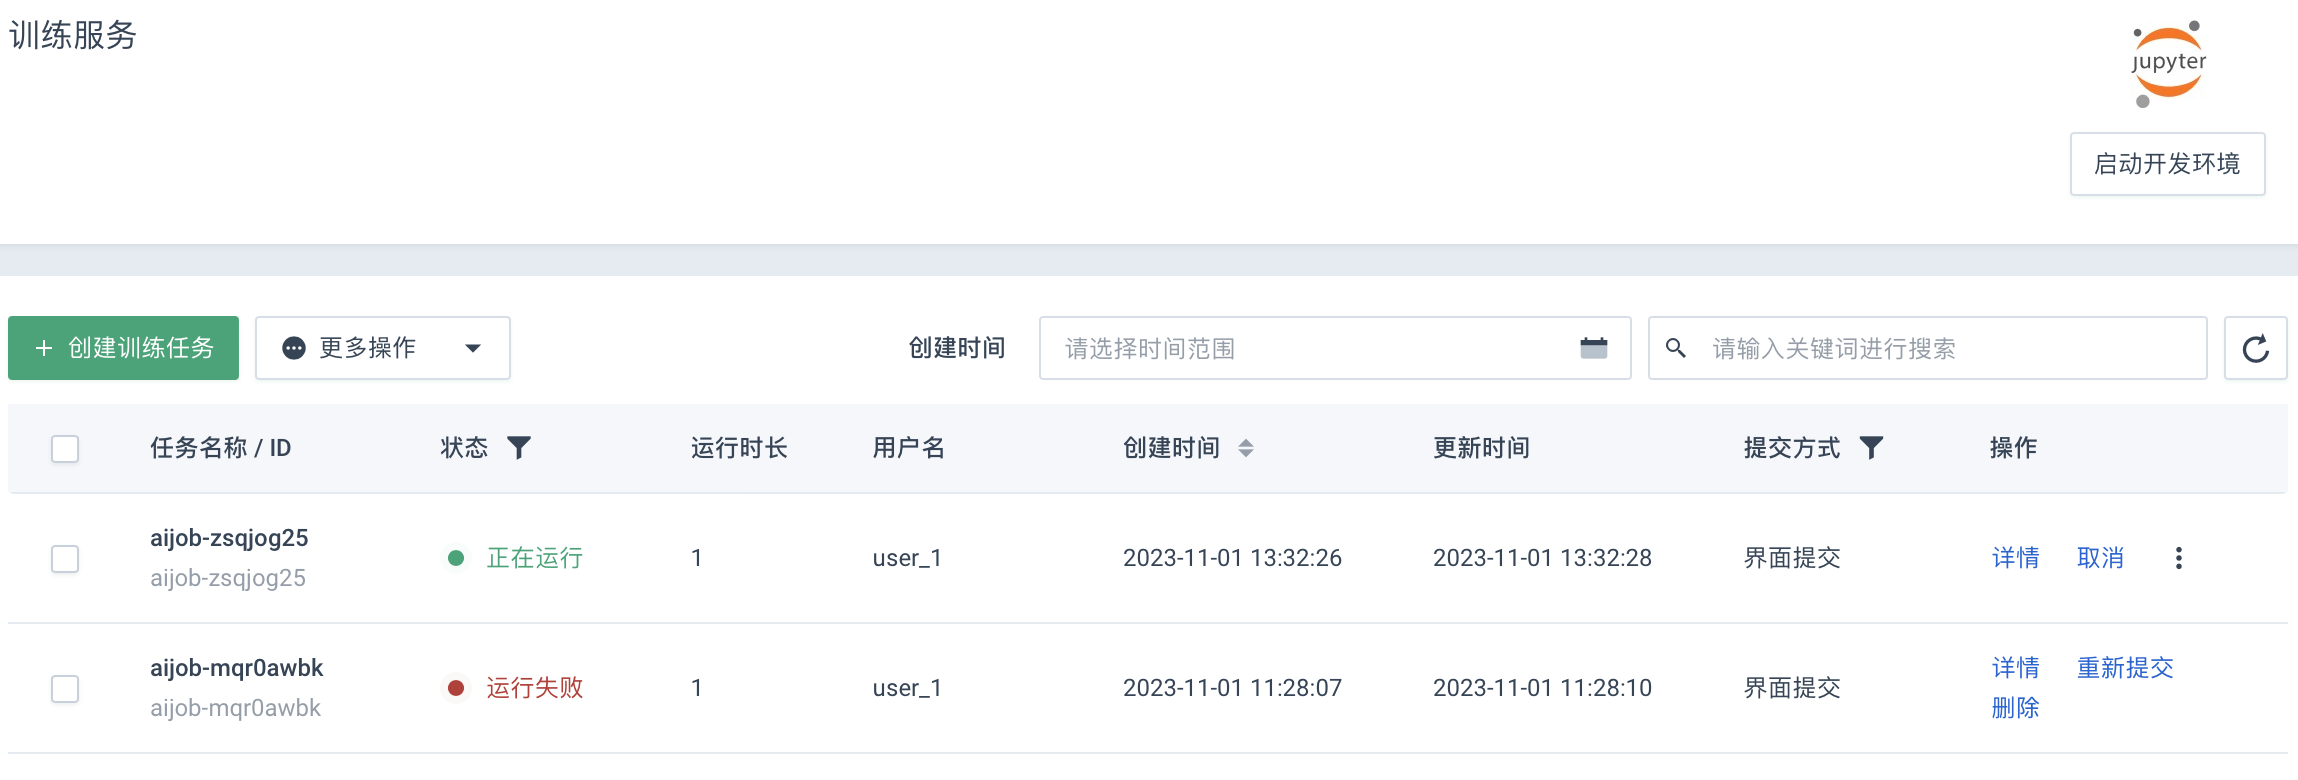 训练服务
jupyter
启动开发环境
创建训练任务 更多操作 创建时间 请选择时间范围 请输入关键词进行搜索
任务名称 / ID 状态 运行时长 用户名 创建时间 更新时间 提交方式 操作
aijob-zsqjog25
aijob-zsqjog25
正在运行 1 user_1 2023-11-01 13:32:26 2023-11-01 13:32:28 界面提交 详情 取消
aijob-mqr0awbk
aijob-mqr0awbk
运行失败 1 user_1 2023-11-01 11:28:07 2023-11-01 11:28:10 界面提交 详情 重新提交
删除